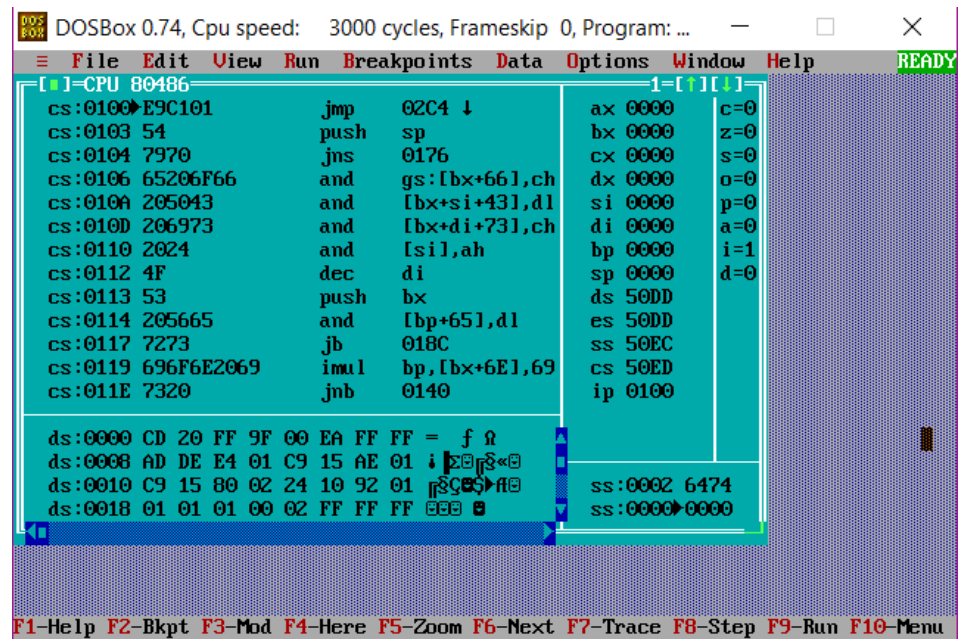 DOS BOX DOSBox 0.74, Cpu speed: 3000 cycles, Frameskip 0, Program: ...
≡ File Edit View Run Breakpoints Data Options Window Help READY
[■]=CPU 80486 1=[↑][↓]
cs:0100►E9C101 jmp 02C4 ↓ ax 0000 c=0
cs:0103 54 push sp bx 0000 z=0
cs:0104 7970 jns 0176 cx 0000 s=0
cs:0106 65206F66 and gs:[bx+66],ch dx 0000 o=0
cs:010A 205043 and [bx+si+43],dl si 0000 p=0
cs:010D 206973 and [bx+di+73],ch di 0000 a=0
cs:0110 2024 and [si],ah bp 0000 i=1
cs:0112 4F dec di sp 0000 d=0
cs:0113 53 push bx ds 50DD
cs:0114 205665 and [bp+65],dl es 50DD
cs:0117 7273 jb 018C ss 50EC
cs:0119 696F6E2069 imul bp,[bx+6E],69 cs 50ED
cs:011E 7320 jnb 0140 ip 0100
ds:0000 CD 20 FF 9F 00 EA FF FF = ƒ Ω
ds:0008 AD DE E4 01 C9 15 AE 01 ¡▐Σ☺╔§«☺
ds:0010 C9 15 80 02 24 10 92 01 ╔§Ç☻$►Æ☺ ss:0002 6474
ds:0018 01 01 01 00 02 FF FF FF ☺☺☺ ☻ ss:0000►0000
F1-Help F2-Bkpt F3-Mod F4-Here F5-Zoom F6-Next F7-Trace F8-Step F9-Run F10-Menu